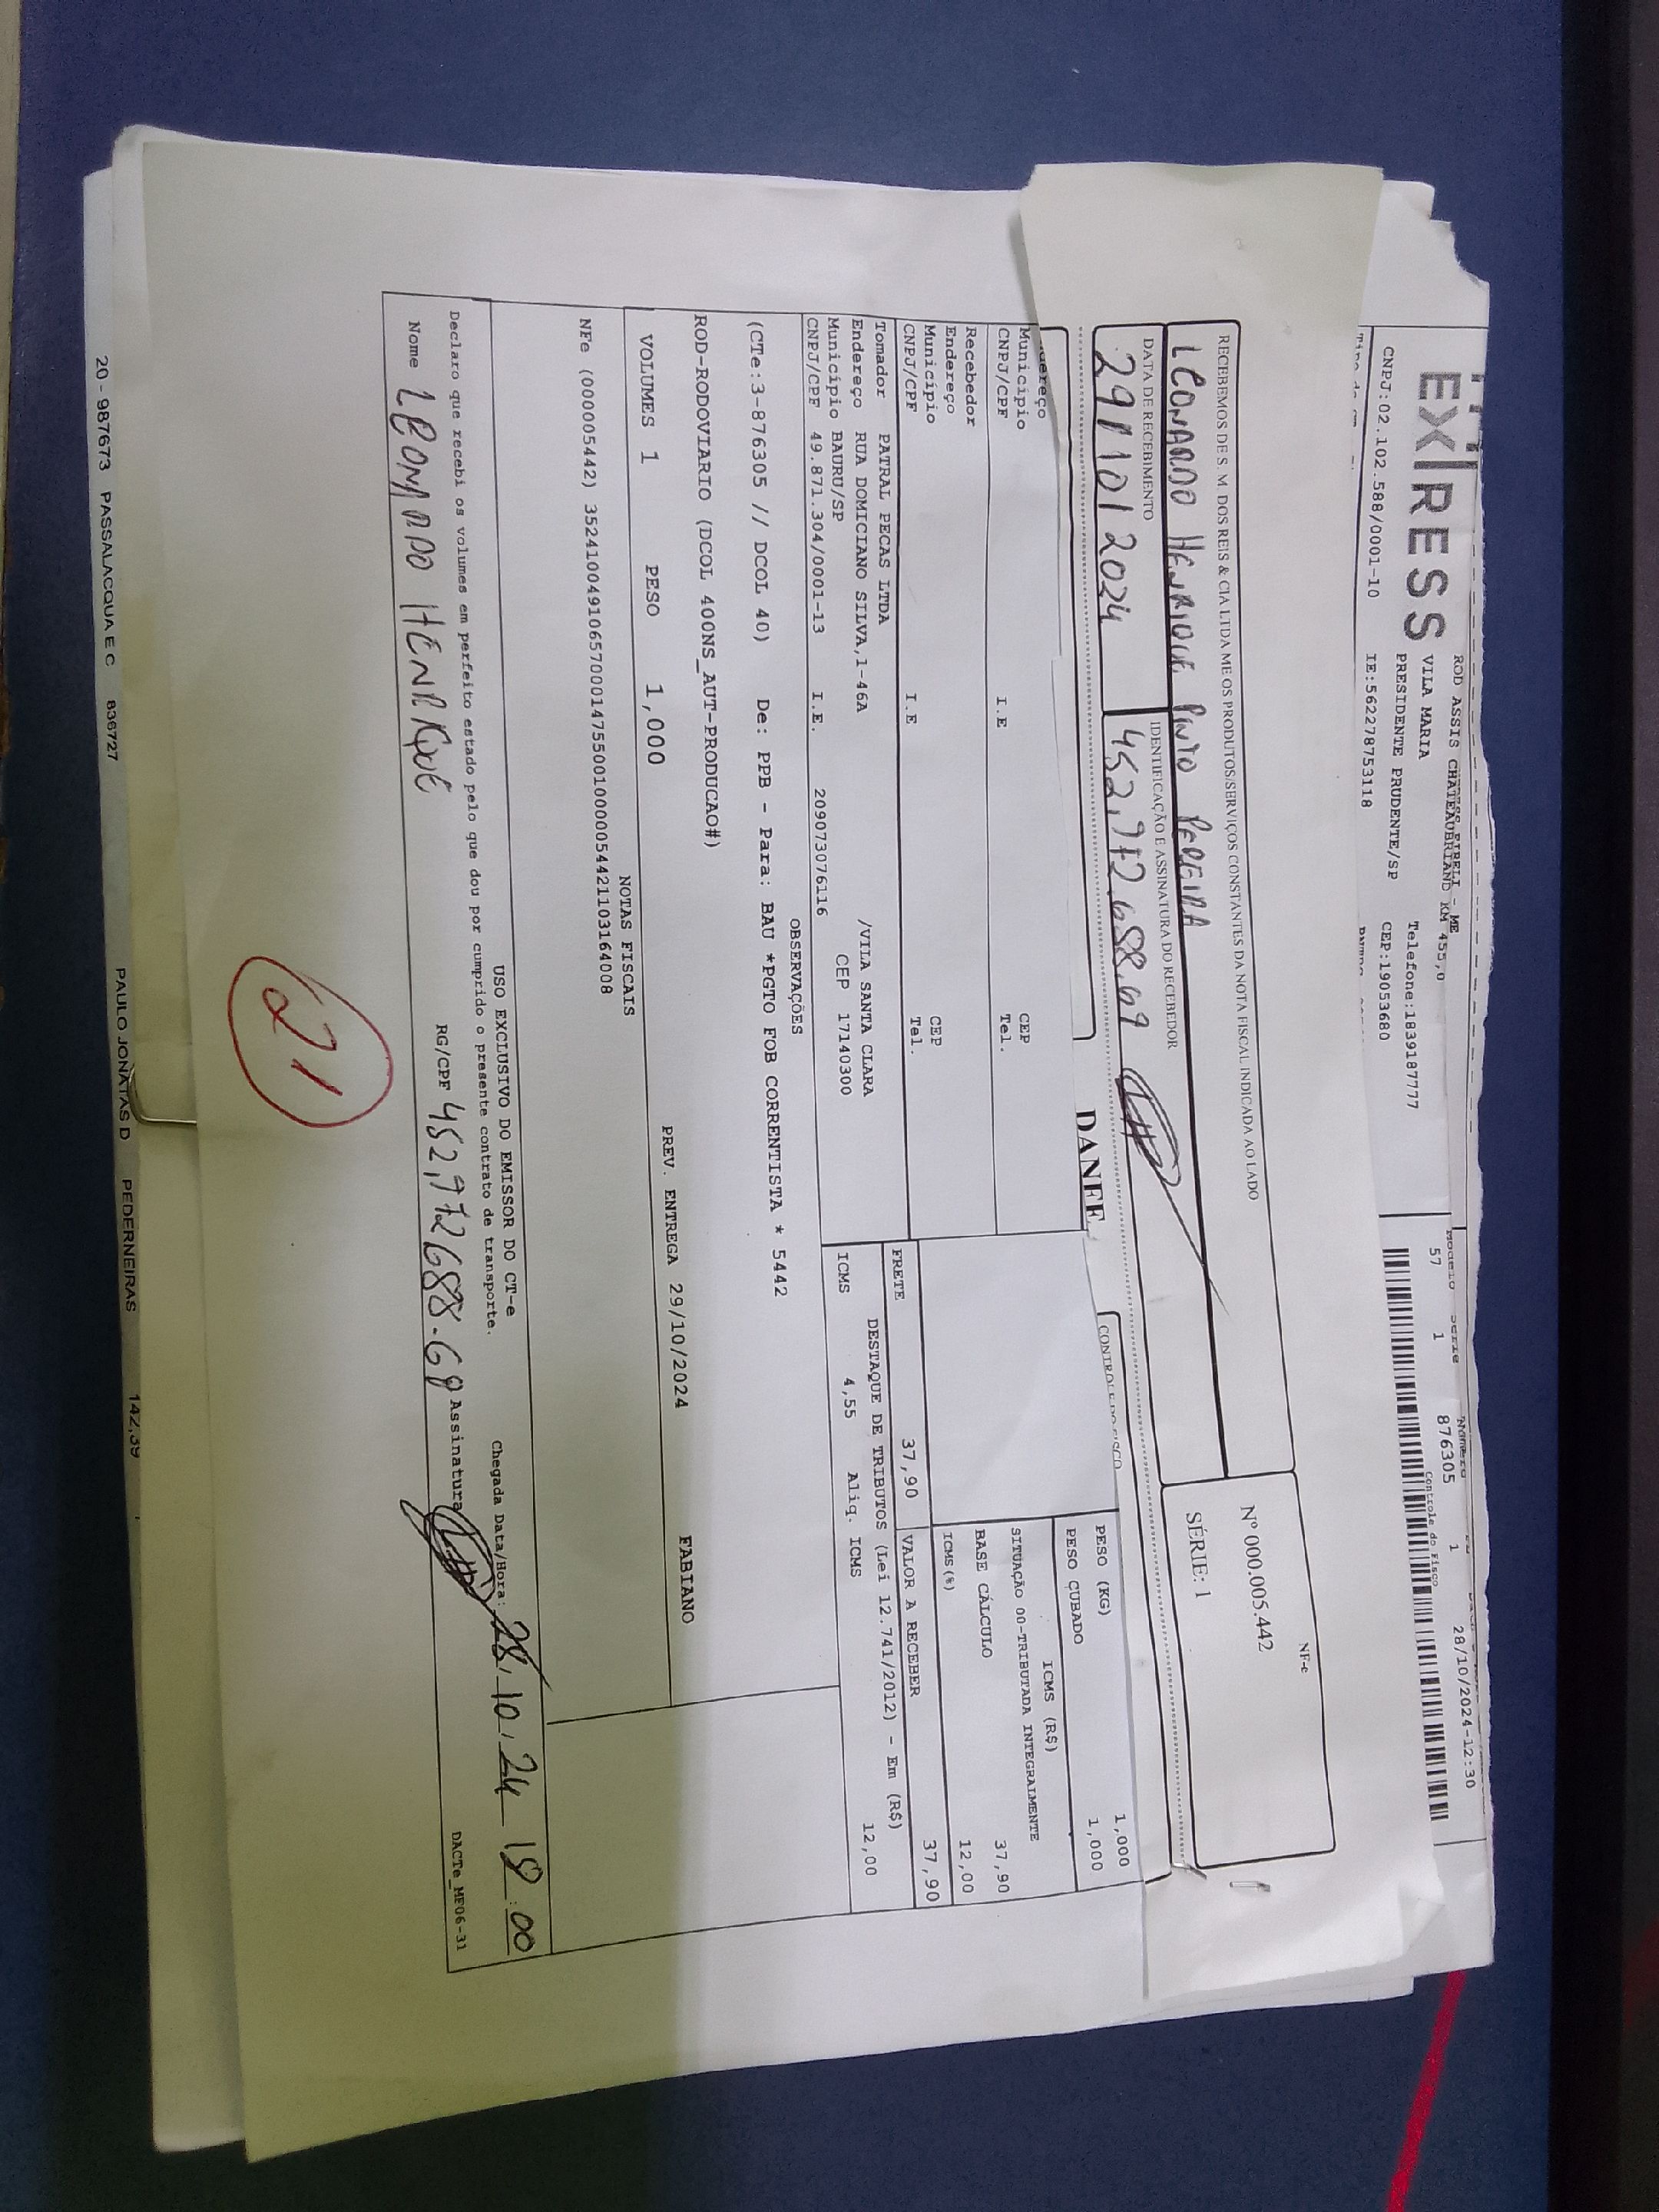 EXPRESS
ROD ASSIS CHATEAUBRIAND KM 455,0
VILA MARIA
Telefone:1839187777
PRESIDENTE PRUDENTE/SP
CEP:19053680
CNPJ:02.102.588/0001-10
IE:562278753118
57 1 876305 1 28/10/2024-12:30
Controle do Fisco
RECEBEMOS DE S. M. DOS REIS & CIA LTDA ME OS PRODUTOS/SERVIÇOS CONSTANTES DA NOTA FISCAL INDICADA AO LADO
LEONARDO HENRIQUE PINTO PEREIRA
NF-e
Nº 000.005.442
SÉRIE: 1
DATA DE RECEBIMENTO
IDENTIFICAÇÃO E ASSINATURA DO RECEBEDOR
29/10/2024
DANFE
CONTROLE DO FISCO
PESO (KG) 1,000
PESO CUBADO 1,000
Município CEP
CNPJ/CPF I.E Tel.
ICMS (R$)
SITUAÇÃO 00-TRIBUTADA INTEGRALMENTE
Recebedor
Endereço
BASE CÁLCULO 37,90
Município CEP
ICMS(%) 12,00
CNPJ/CPF I.E Tel.
FRETE 37,90 VALOR A RECEBER 37,90
Tomador PATRAL PECAS LTDA
Endereço RUA DOMICIANO SILVA,1-46A /VILA SANTA CLARA
Município BAURU/SP CEP 17140300
CNPJ/CPF 49.871.304/0001-13 I.E. 209073076116
DESTAQUE DE TRIBUTOS (Lei 12.741/2012) - Em (R$)
ICMS 4,55 Aliq. ICMS 12,00
OBSERVAÇÕES
(CTe:3-876305 // DCOL 40) De: PPB - Para: BAU *PGTO FOB CORRENTISTA * 5442
ROD-RODOVIARIO (DCOL 400NS_AUT-PRODUCAO#)
VOLUMES 1 PESO 1,000 PREV. ENTREGA 29/10/2024 FABIANO
NOTAS FISCAIS
NFe (000005442) 35241004910657000147550010000054421103164008
USO EXCLUSIVO DO EMISSOR DO CT-e
Declaro que recebi os volumes em perfeito estado pelo que dou por cumprido o presente contrato de transporte.
Chegada Data/Hora: 28 10 24 18:00
Nome LEONARDO HENRIQUE RG/CPF Assinatura
DACTe_MF06-31
21
20 - 987673 PASSALACQUA E C 836727 PAULO JONATAS D PEDERNEIRAS 142,39